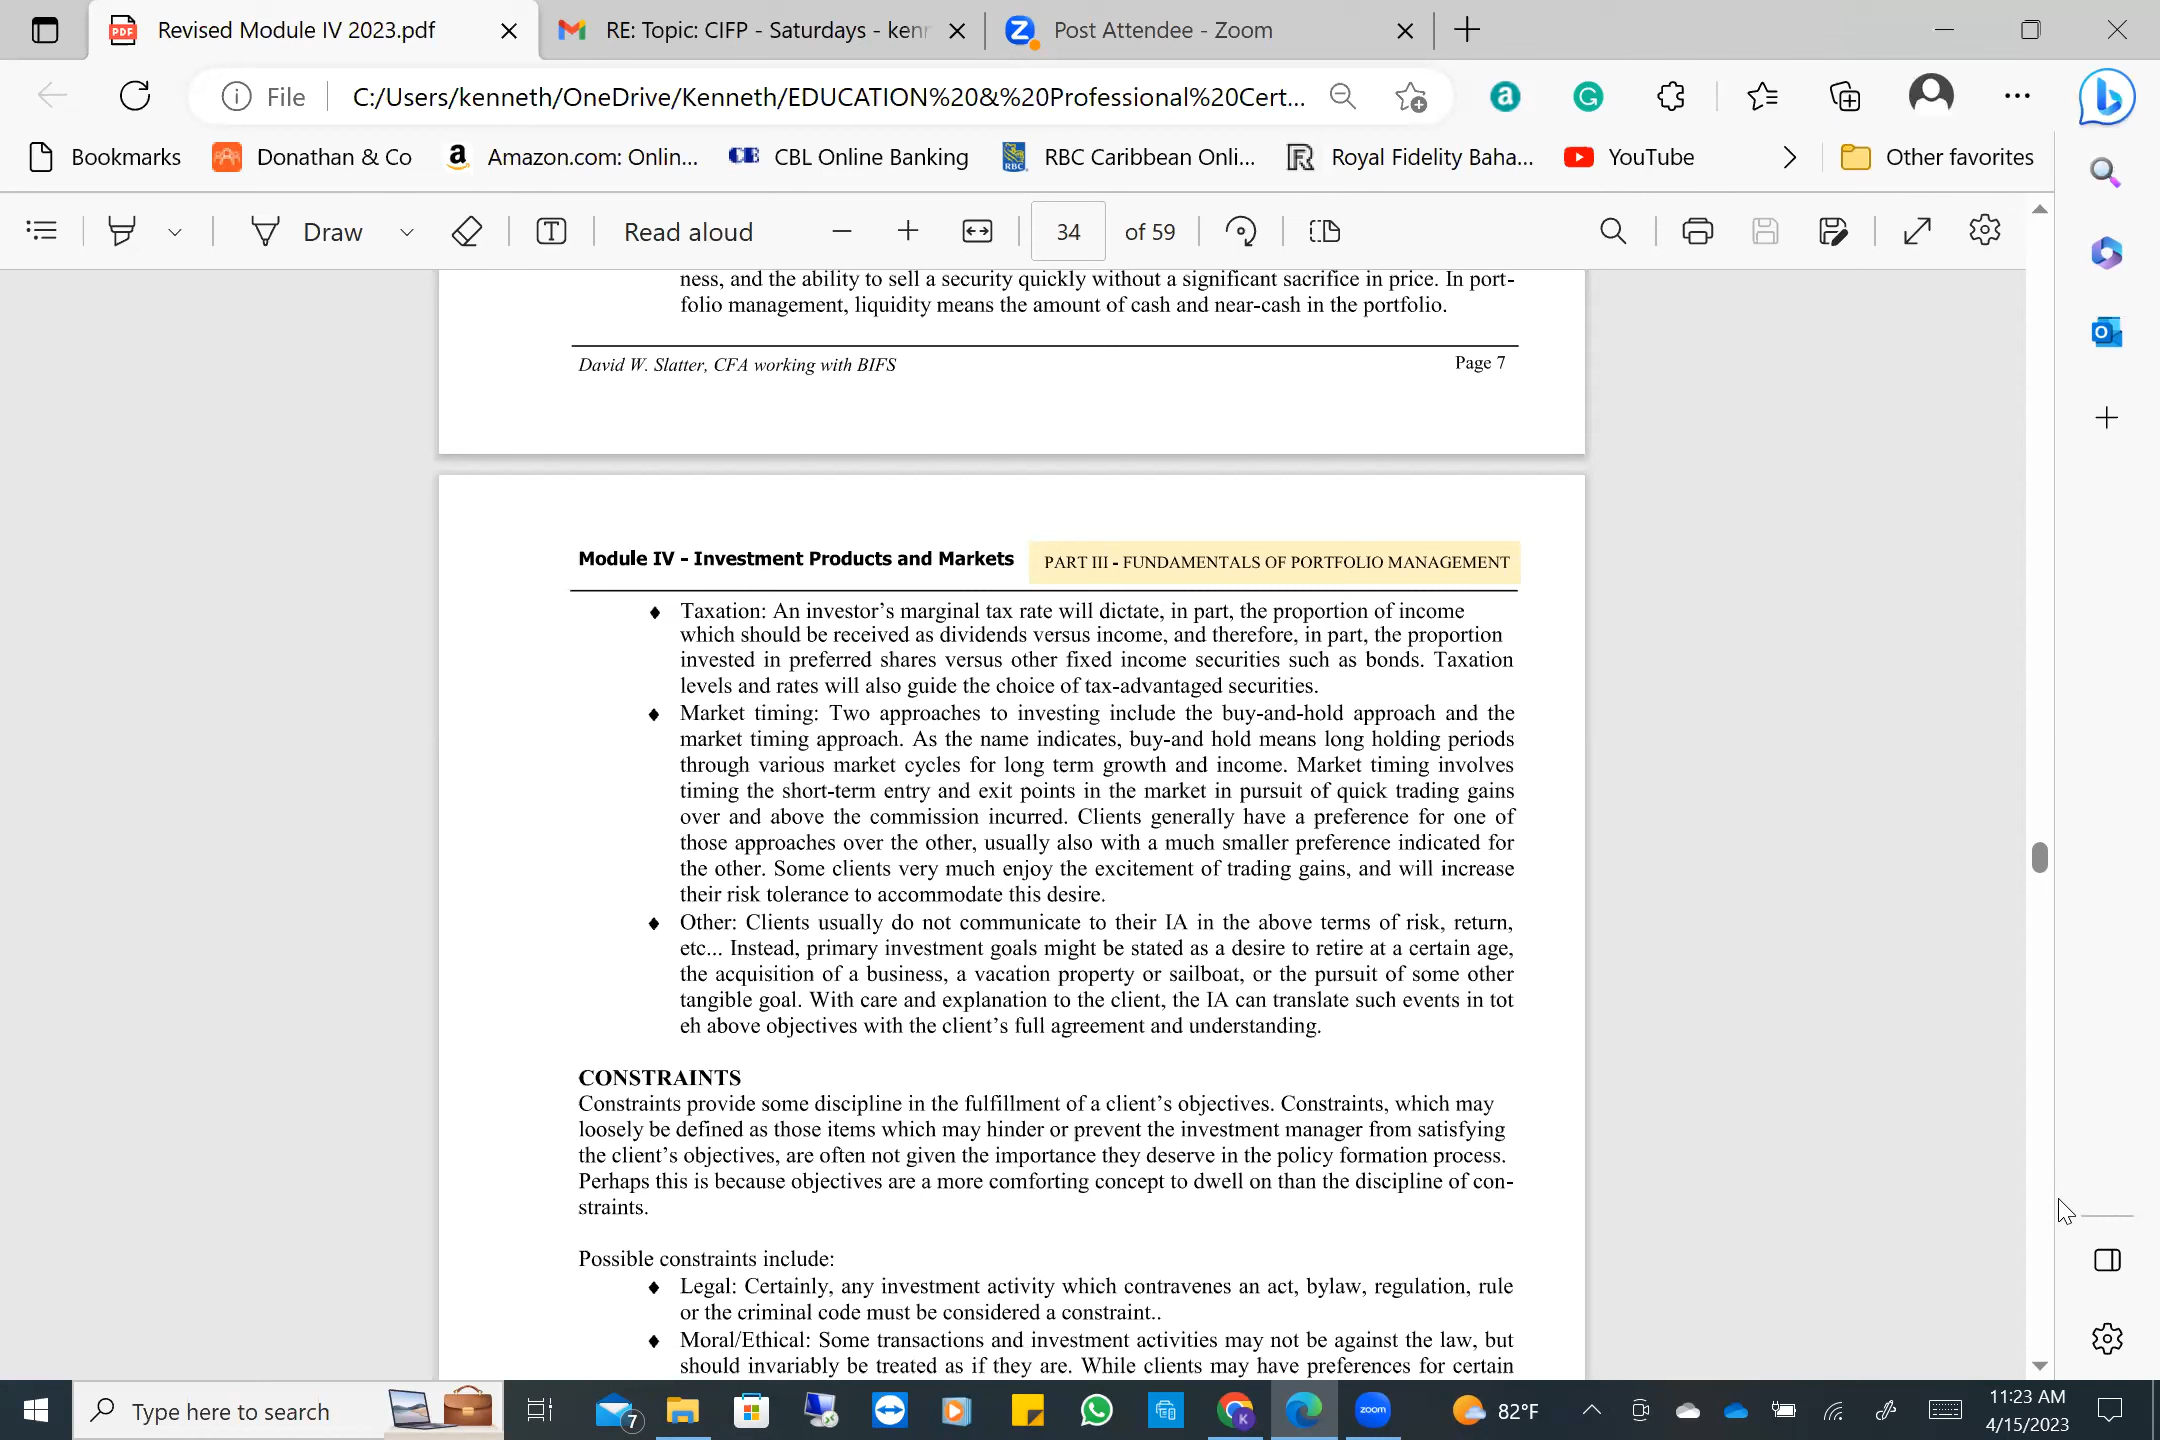 Revised Module IV 2023.pdf
RE: Topic: CIFP - Saturdays - ken
Post Attendee - Zoom
File
C:/Users/kenneth/OneDrive/Kenneth/EDUCATION%20&%20Professional%20Cert...
Bookmarks
Donathan & Co
Amazon.com: Onlin...
CBL Online Banking
RBC Caribbean Onli...
Royal Fidelity Baha...
YouTube
Other favorites
Draw
Read aloud
34
of 59
ness, and the ability to sell a security quickly without a significant sacrifice in price. In port-
folio management, liquidity means the amount of cash and near-cash in the portfolio.
David W. Slatter, CFA working with BIFS
Page 7
Module IV - Investment Products and Markets
PART III - FUNDAMENTALS OF PORTFOLIO MANAGEMENT
♦ Taxation: An investor's marginal tax rate will dictate, in part, the proportion of income
which should be received as dividends versus income, and therefore, in part, the proportion
invested in preferred shares versus other fixed income securities such as bonds. Taxation
levels and rates will also guide the choice of tax-advantaged securities.
♦ Market timing: Two approaches to investing include the buy-and-hold approach and the
market timing approach. As the name indicates, buy-and hold means long holding periods
through various market cycles for long term growth and income. Market timing involves
timing the short-term entry and exit points in the market in pursuit of quick trading gains
over and above the commission incurred. Clients generally have a preference for one of
those approaches over the other, usually also with a much smaller preference indicated for
the other. Some clients very much enjoy the excitement of trading gains, and will increase
their risk tolerance to accommodate this desire.
♦ Other: Clients usually do not communicate to their IA in the above terms of risk, return,
etc... Instead, primary investment goals might be stated as a desire to retire at a certain age,
the acquisition of a business, a vacation property or sailboat, or the pursuit of some other
tangible goal. With care and explanation to the client, the IA can translate such events in tot
eh above objectives with the client's full agreement and understanding.
CONSTRAINTS
Constraints provide some discipline in the fulfillment of a client's objectives. Constraints, which may
loosely be defined as those items which may hinder or prevent the investment manager from satisfying
the client's objectives, are often not given the importance they deserve in the policy formation process.
Perhaps this is because objectives are a more comforting concept to dwell on than the discipline of con-
straints.
Possible constraints include:
♦ Legal: Certainly, any investment activity which contravenes an act, bylaw, regulation, rule
or the criminal code must be considered a constraint..
♦ Moral/Ethical: Some transactions and investment activities may not be against the law, but
should invariably be treated as if they are. While clients may have preferences for certain
Type here to search
7
zoom
82°F
11:23 AM
4/15/2023